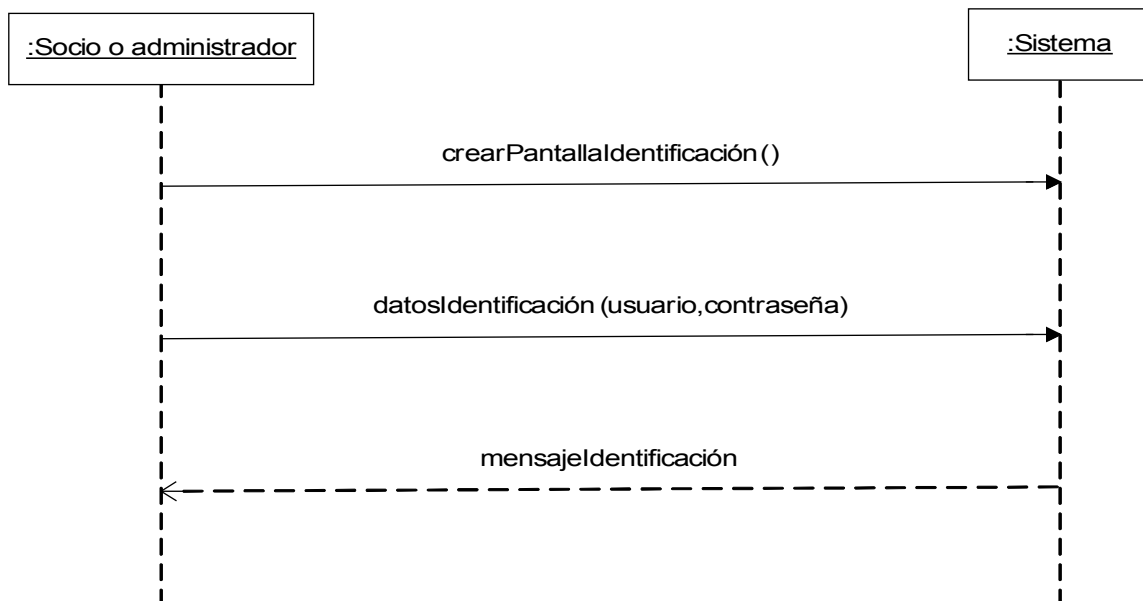 :Socio o administrador
:Sistema
crearPantallaIdentificación()
datosIdentificación(usuario,contraseña)
mensajeIdentificación